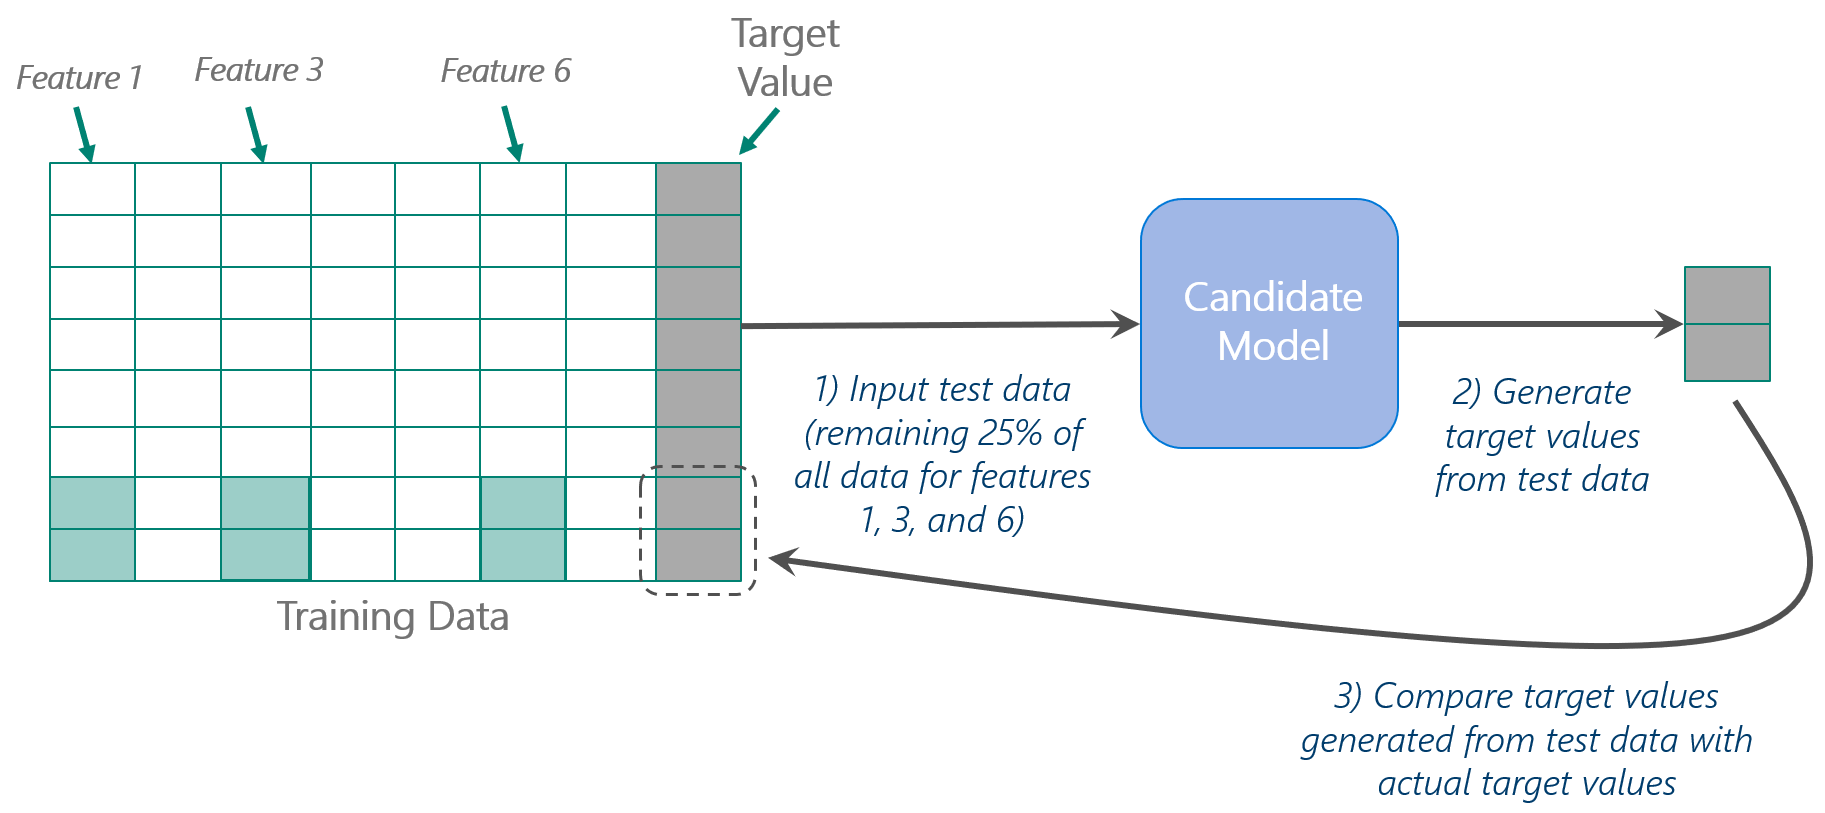 Feature 1
Feature 3
Feature 6
Target
Value
Training Data
1) Input test data
(remaining 25% of
all data for features
1, 3, and 6)
Candidate
Model
2) Generate
target values
from test data
3) Compare target values
generated from test data with
actual target values